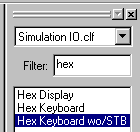 Simulation IO.clf
Filter: hex
Hex Display
Hex Keyboard
Hex Keyboard wo/STB